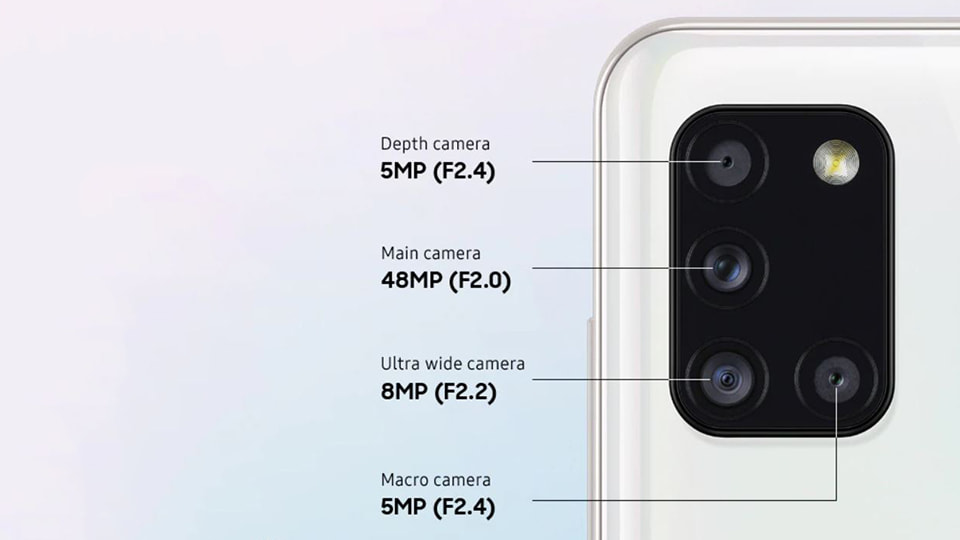 Depth camera
5MP (F2.4)
Main camera
48MP (F2.0)
Ultra wide camera
8MP (F2.2)
Macro camera
5MP (F2.4)